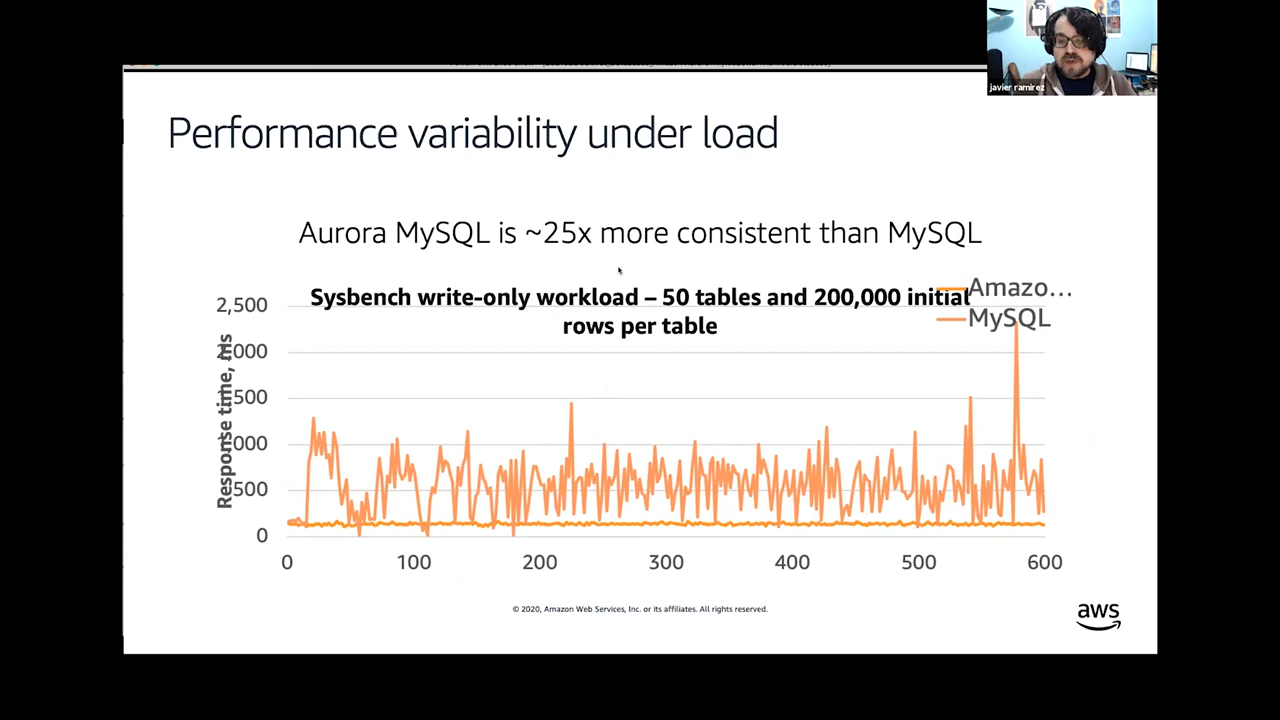 javier ramirez
Performance variability under load
Aurora MySQL is ~25x more consistent than MySQL
Sysbench write-only workload – 50 tables and 200,000 initial
rows per table
Amazo...
MySQL
Response time, ms
2,500
2,000
1,500
1,000
500
0
0 100 200 300 400 500 600
© 2020, Amazon Web Services, Inc. or its affiliates. All rights reserved.
aws